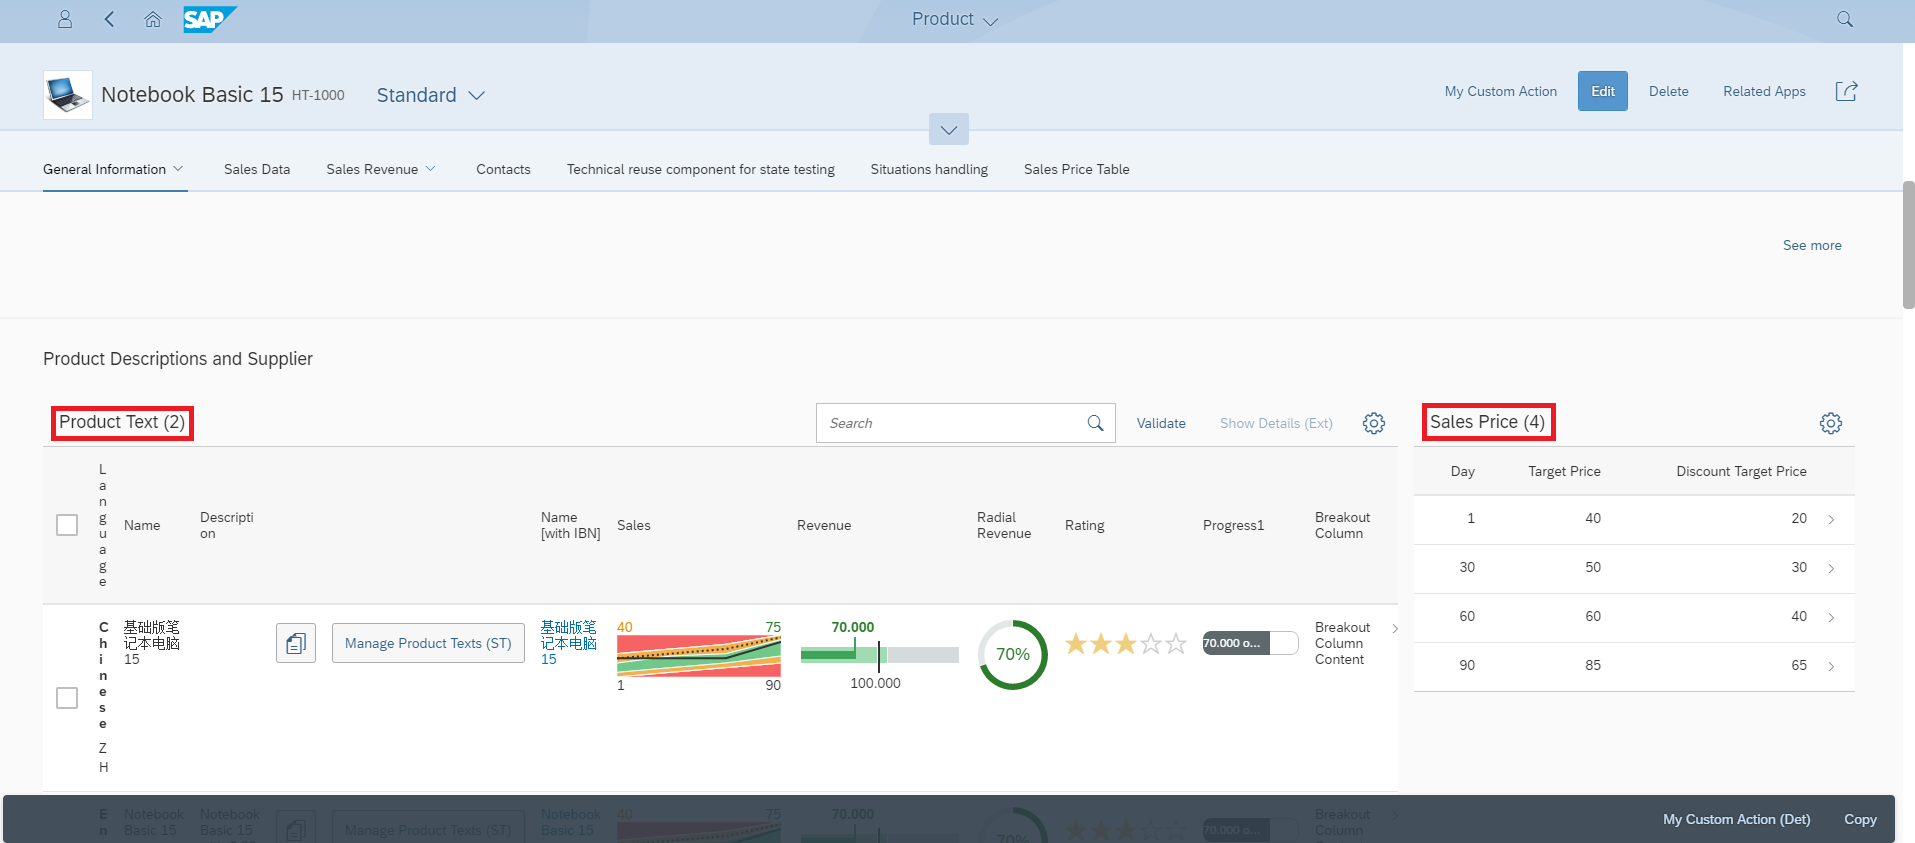 SAP
Product
Notebook Basic 15 HT-1000 Standard
My Custom Action Edit Delete Related Apps
General Information Sales Data Sales Revenue Contacts Technical reuse component for state testing Situations handling Sales Price Table
See more
Product Descriptions and Supplier
Product Text (2)
Search
Validate Show Details (Ext)
Language
Name
Descripti
on
Name
[with IBN]
Sales
Revenue
Radial
Revenue
Rating
Progress1
Breakout
Column
Chinese
ZH
基础版笔
记本电脑
15
Manage Product Texts (ST)
基础版笔
记本电脑
15
40 75
1 90
70.000
100.000
70%
70.000 o...
Breakout
Column
Content
En
Notebook
Basic 15
Notebook
Basic 15
Manage Product Texts (ST)
Notebook
Basic 15
40 75
70.000
70%
70.000 o...
Breakout
Column
Sales Price (4)
Day Target Price Discount Target Price
1 40 20
30 50 30
60 60 40
90 85 65
My Custom Action (Det) Copy